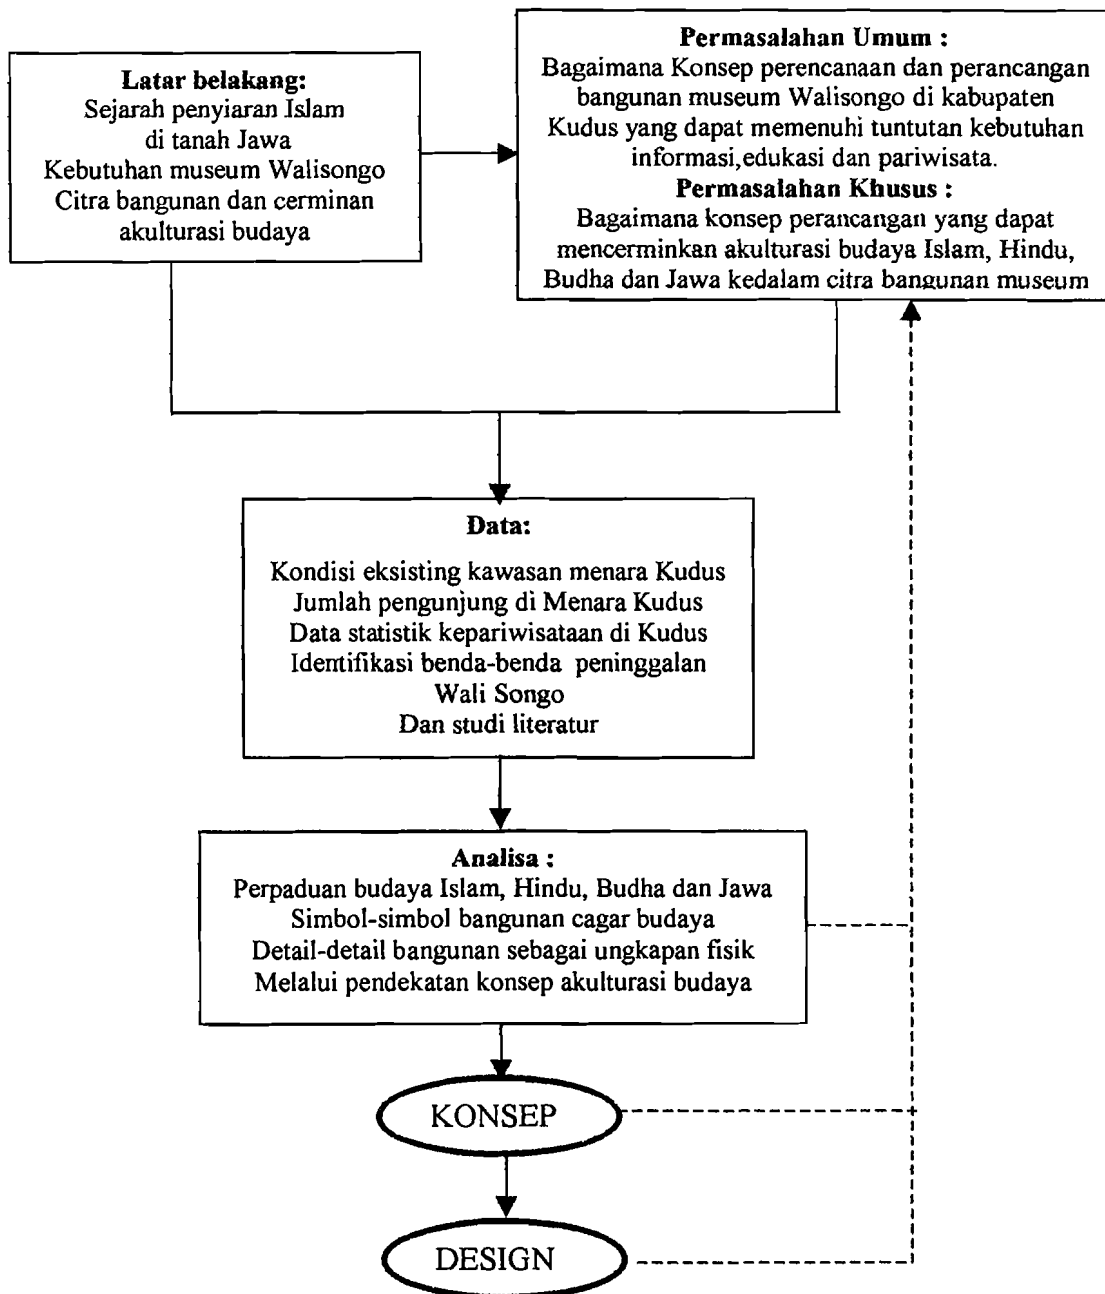 Latar belakang:
Sejarah penyiaran Islam
di tanah Jawa
Kebutuhan museum Walisongo
Citra bangunan dan cerminan
akulturasi budaya
Permasalahan Umum :
Bagaimana Konsep perencanaan dan perancangan
bangunan museum Walisongo di kabupaten
Kudus yang dapat memenuhi tuntutan kebutuhan
informasi,edukasi dan pariwisata.
Permasalahan Khusus :
Bagaimana konsep perancangan yang dapat
mencerminkan akulturasi budaya Islam, Hindu,
Budha dan Jawa kedalam citra bangunan museum
Data:
Kondisi eksisting kawasan menara Kudus
Jumlah pengunjung di Menara Kudus
Data statistik kepariwisataan di Kudus
Identifikasi benda-benda peninggalan
Wali Songo
Dan studi literatur
Analisa :
Perpaduan budaya Islam, Hindu, Budha dan Jawa
Simbol-simbol bangunan cagar budaya
Detail-detail bangunan sebagai ungkapan fisik
Melalui pendekatan konsep akulturasi budaya
KONSEP
DESIGN